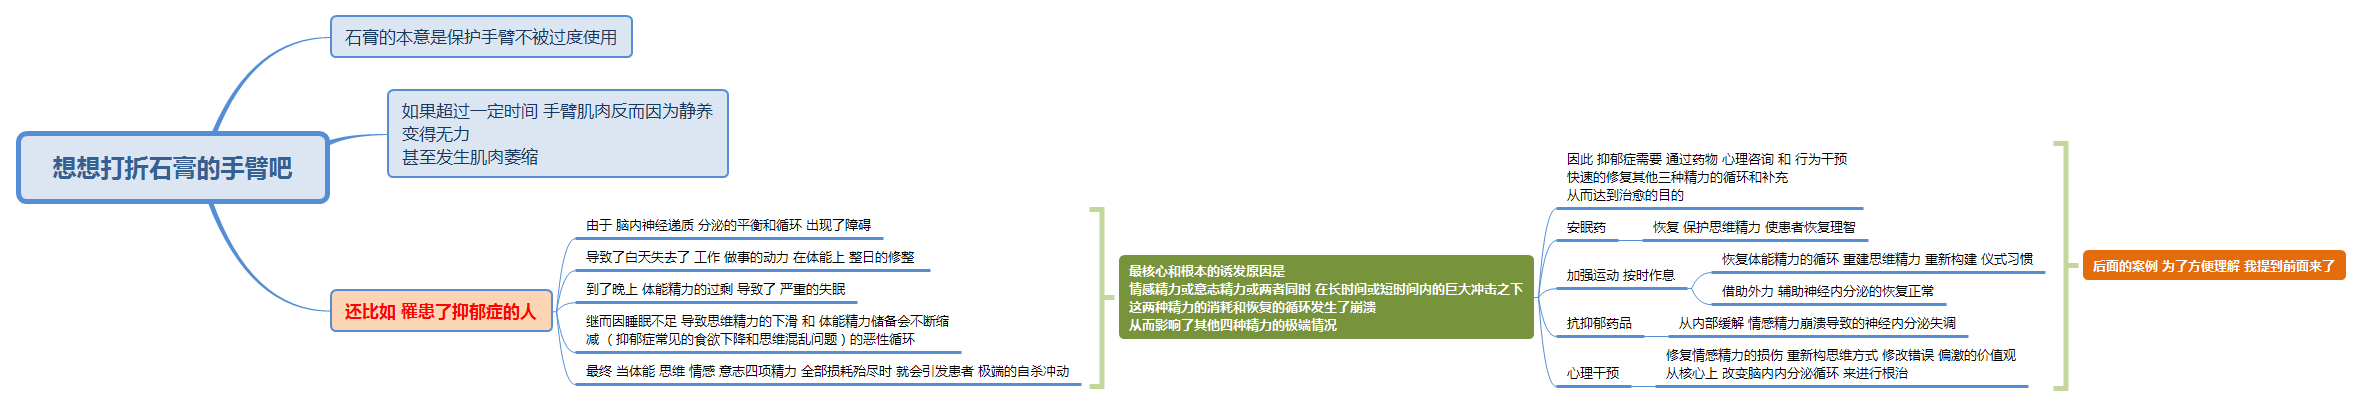 想想打折石膏的手臂吧
石膏的本意是保护手臂不被过度使用
如果超过一定时间 手臂肌肉反而因为静养
变得无力
甚至发生肌肉萎缩
还比如 罹患了抑郁症的人
由于 脑内神经递质 分泌的平衡和循环 出现了障碍
导致了白天失去了 工作 做事的动力 在体能上 整日的修整
到了晚上 体能精力的过剩 导致了 严重的失眠
继而因睡眠不足 导致思维精力的下滑 和 体能精力储备会不断缩
减 （抑郁症常见的食欲下降和思维混乱问题）的恶性循环
最终 当体能 思维 情感 意志四项精力 全部损耗殆尽时 就会引发患者 极端的自杀冲动
最核心和根本的诱发原因是
情感精力或意志精力或两者同时 在长时间或短时间内的巨大冲击之下
这两种精力的消耗和恢复的循环发生了崩溃
从而影响了其他四种精力的极端情况
因此 抑郁症需要 通过药物 心理咨询 和 行为干预
快速的修复其他三种精力的循环和补充
从而达到治愈的目的
安眠药
恢复 保护思维精力 使患者恢复理智
加强运动 按时作息
恢复体能精力的循环 重建思维精力 重新构建 仪式习惯
借助外力 辅助神经内分泌的恢复正常
抗抑郁药品
从内部缓解 情感精力崩溃导致的神经内分泌失调
心理干预
修复情感精力的损伤 重新构思维方式 修改错误 偏激的价值观
从核心上 改变脑内内分泌循环 来进行根治
后面的案例 为了方便理解 我提到前面来了